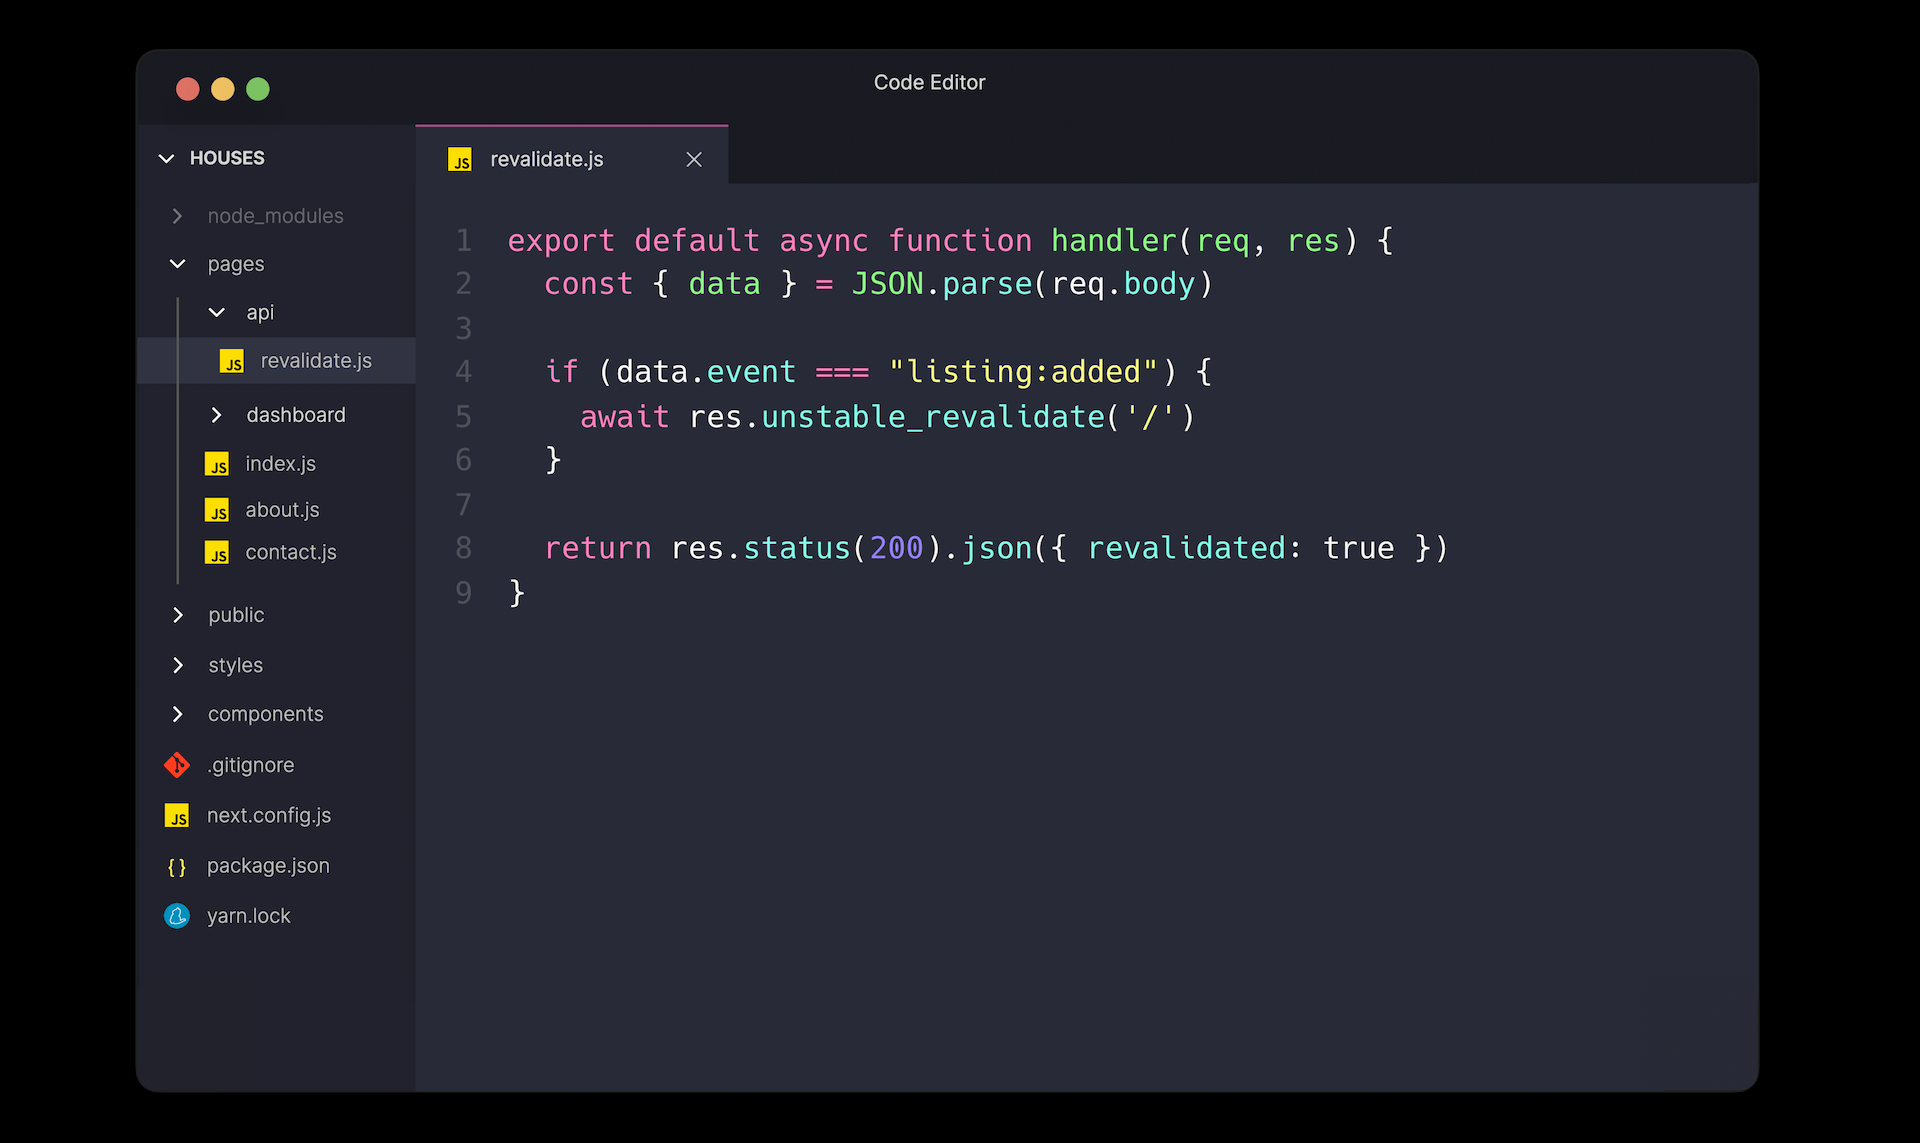 Code Editor
HOUSES
node_modules
pages
api
JS revalidate.js
dashboard
JS index.js
JS about.js
JS contact.js
public
styles
components
.gitignore
JS next.config.js
{} package.json
yarn.lock
JS revalidate.js
1 export default async function handler(req, res) {
2   const { data } = JSON.parse(req.body)
3
4   if (data.event === "listing:added") {
5     await res.unstable_revalidate('/')
6   }
7
8   return res.status(200).json({ revalidated: true })
9 }